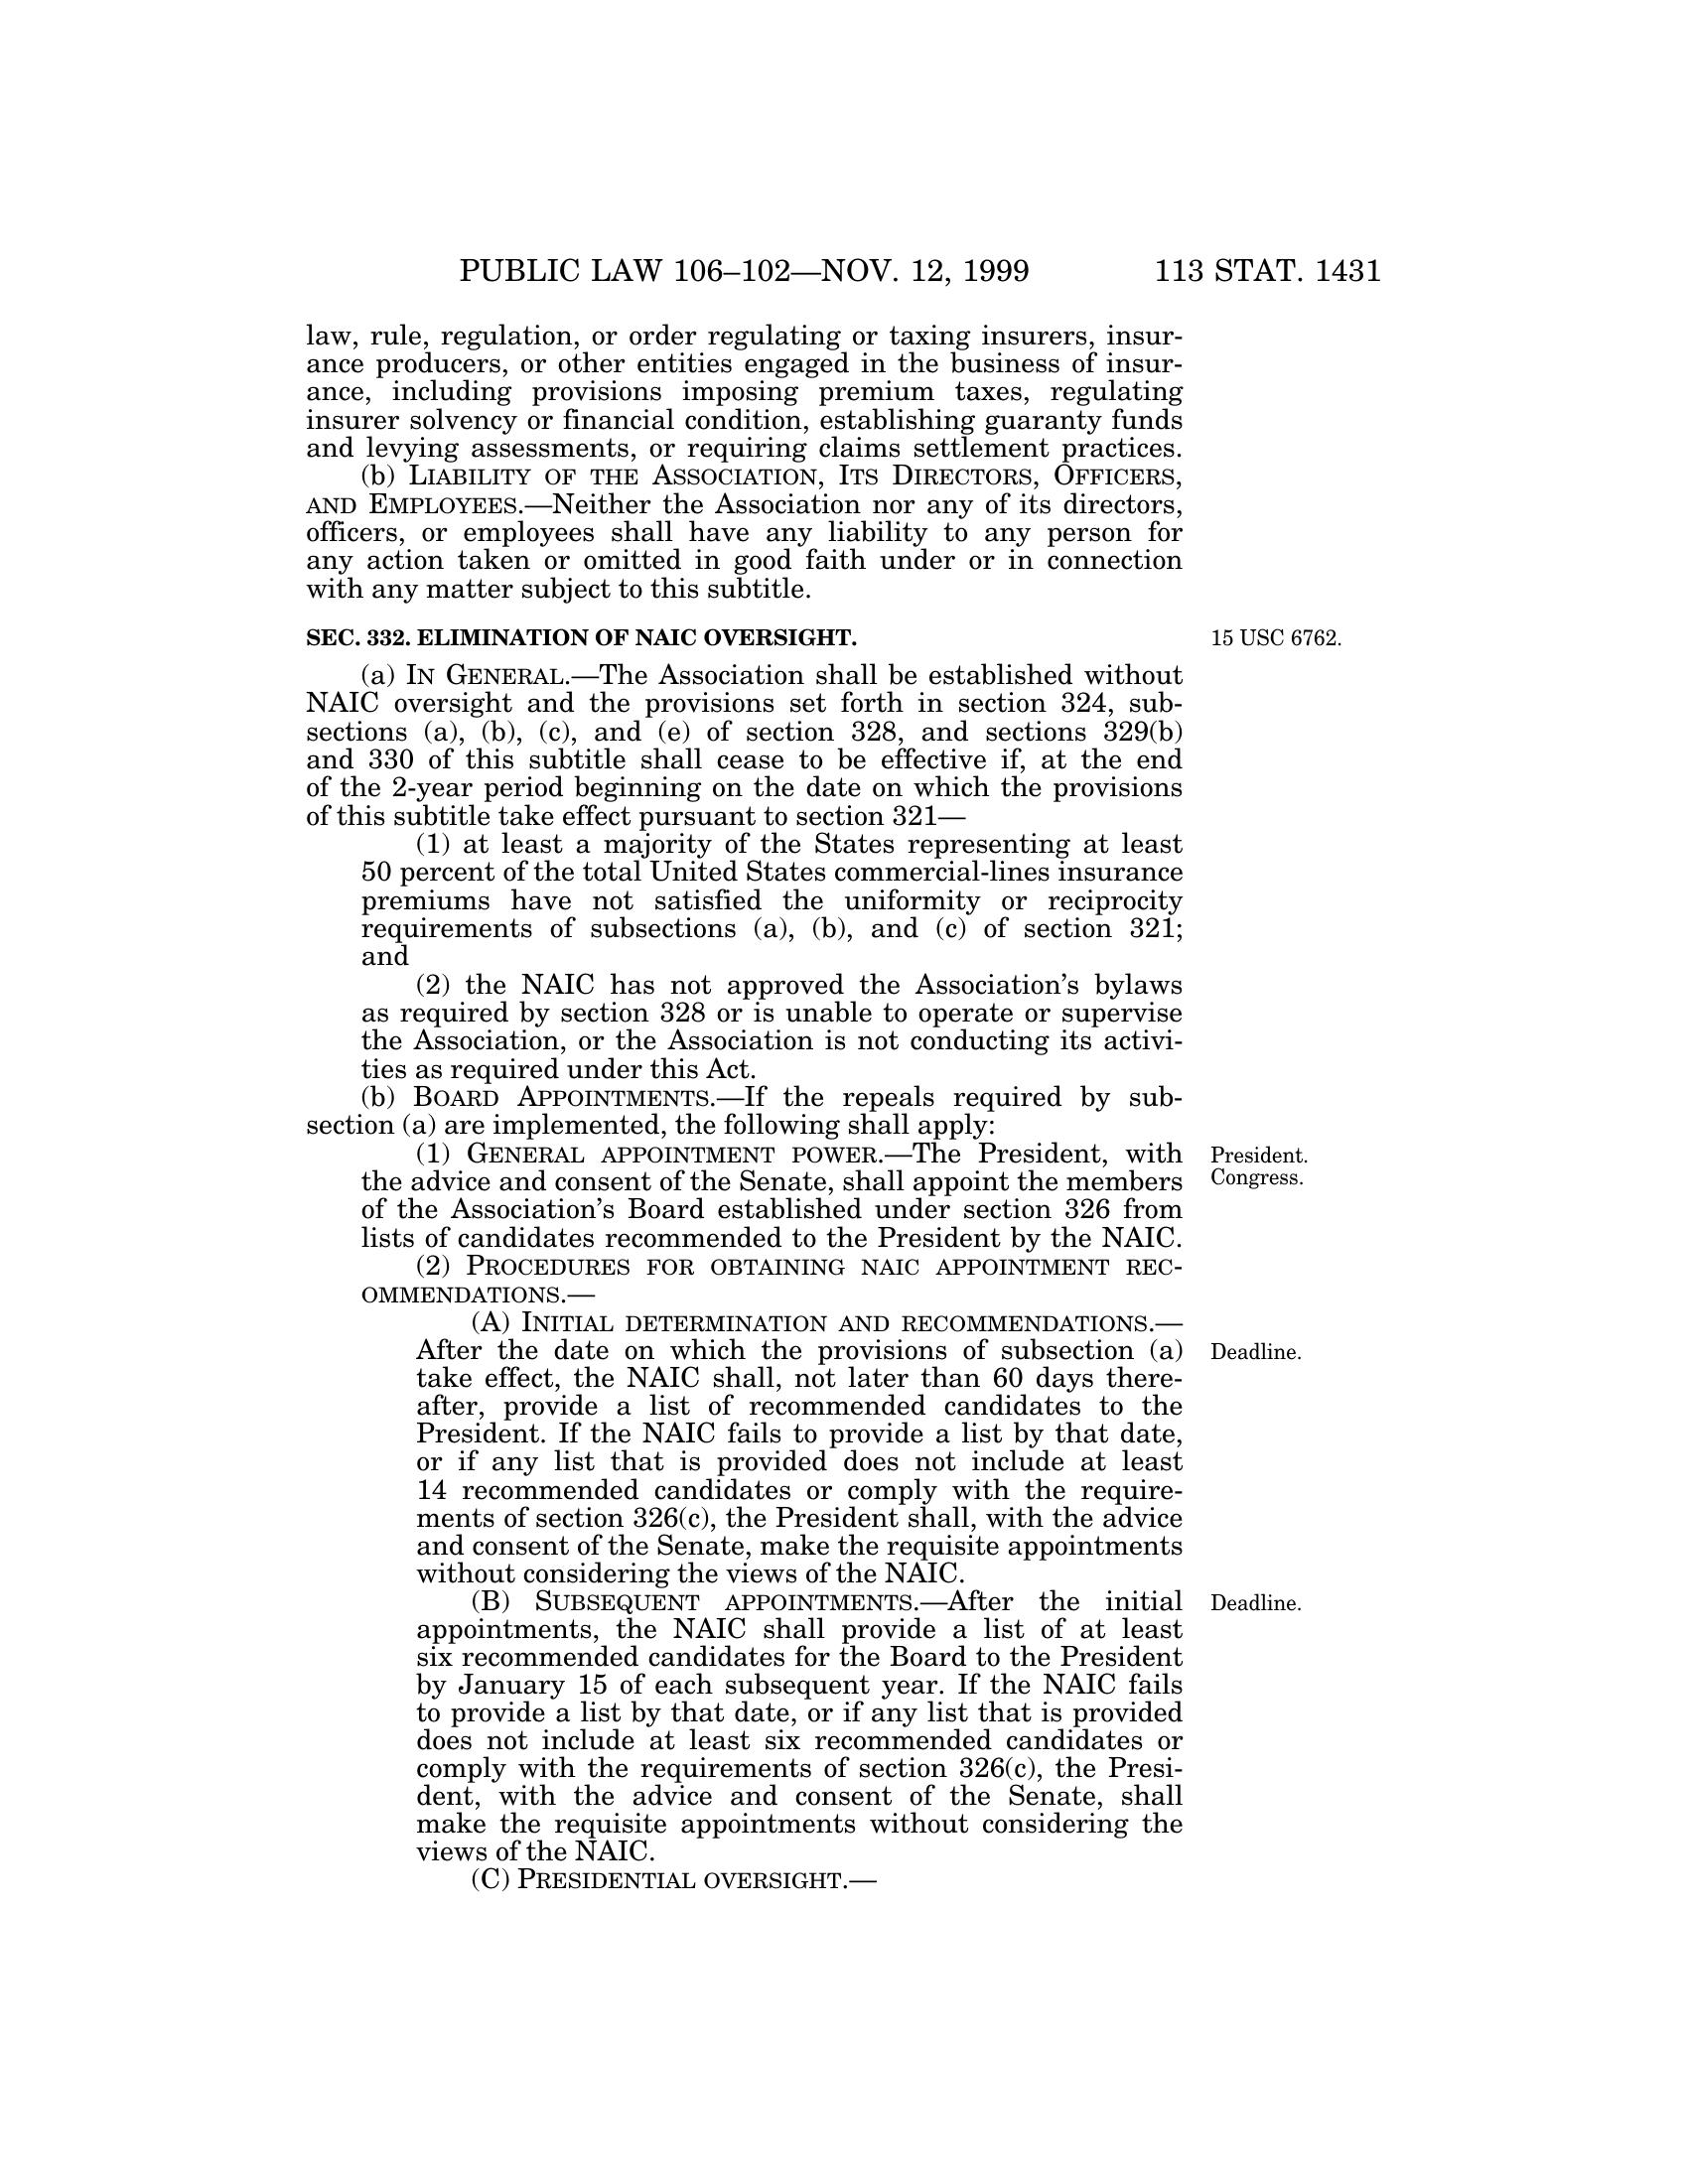 PUBLIC LAW 106–102—NOV. 12, 1999 113 STAT. 1431
law, rule, regulation, or order regulating or taxing insurers, insur-
ance producers, or other entities engaged in the business of insur-
ance, including provisions imposing premium taxes, regulating
insurer solvency or financial condition, establishing guaranty funds
and levying assessments, or requiring claims settlement practices.
(b) LIABILITY OF THE ASSOCIATION, ITS DIRECTORS, OFFICERS,
AND EMPLOYEES.—Neither the Association nor any of its directors,
officers, or employees shall have any liability to any person for
any action taken or omitted in good faith under or in connection
with any matter subject to this subtitle.
SEC. 332. ELIMINATION OF NAIC OVERSIGHT.
15 USC 6762.
(a) IN GENERAL.—The Association shall be established without
NAIC oversight and the provisions set forth in section 324, sub-
sections (a), (b), (c), and (e) of section 328, and sections 329(b)
and 330 of this subtitle shall cease to be effective if, at the end
of the 2-year period beginning on the date on which the provisions
of this subtitle take effect pursuant to section 321—
(1) at least a majority of the States representing at least
50 percent of the total United States commercial-lines insurance
premiums have not satisfied the uniformity or reciprocity
requirements of subsections (a), (b), and (c) of section 321;
and
(2) the NAIC has not approved the Association's bylaws
as required by section 328 or is unable to operate or supervise
the Association, or the Association is not conducting its activi-
ties as required under this Act.
(b) BOARD APPOINTMENTS.—If the repeals required by sub-
section (a) are implemented, the following shall apply:
(1) GENERAL APPOINTMENT POWER.—The President, with
the advice and consent of the Senate, shall appoint the members
of the Association's Board established under section 326 from
lists of candidates recommended to the President by the NAIC.
President.
Congress.
(2) PROCEDURES FOR OBTAINING NAIC APPOINTMENT REC-
OMMENDATIONS.—
(A) INITIAL DETERMINATION AND RECOMMENDATIONS.—
After the date on which the provisions of subsection (a)
take effect, the NAIC shall, not later than 60 days there-
after, provide a list of recommended candidates to the
President. If the NAIC fails to provide a list by that date,
or if any list that is provided does not include at least
14 recommended candidates or comply with the require-
ments of section 326(c), the President shall, with the advice
and consent of the Senate, make the requisite appointments
without considering the views of the NAIC.
Deadline.
(B) SUBSEQUENT APPOINTMENTS.—After the initial
appointments, the NAIC shall provide a list of at least
six recommended candidates for the Board to the President
by January 15 of each subsequent year. If the NAIC fails
to provide a list by that date, or if any list that is provided
does not include at least six recommended candidates or
comply with the requirements of section 326(c), the Presi-
dent, with the advice and consent of the Senate, shall
make the requisite appointments without considering the
views of the NAIC.
Deadline.
(C) PRESIDENTIAL OVERSIGHT.—